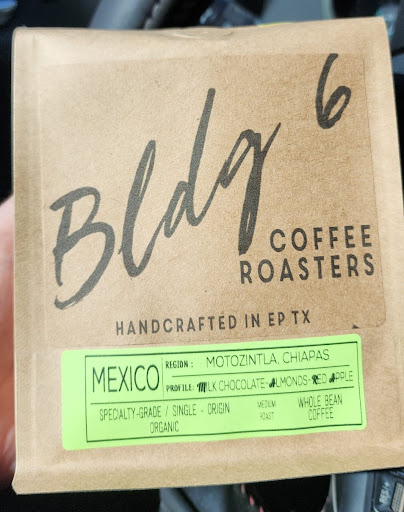 Bldg 6
COFFEE
ROASTERS
HANDCRAFTED IN EP TX
MEXICO
REGION: MOTOZINTLA, CHIAPAS
PROFILE: MILK CHOCOLATE-ALMONDS-RED APPLE
SPECIALTY-GRADE / SINGLE-ORIGIN
ORGANIC
MEDIUM
ROAST
WHOLE BEAN
COFFEE